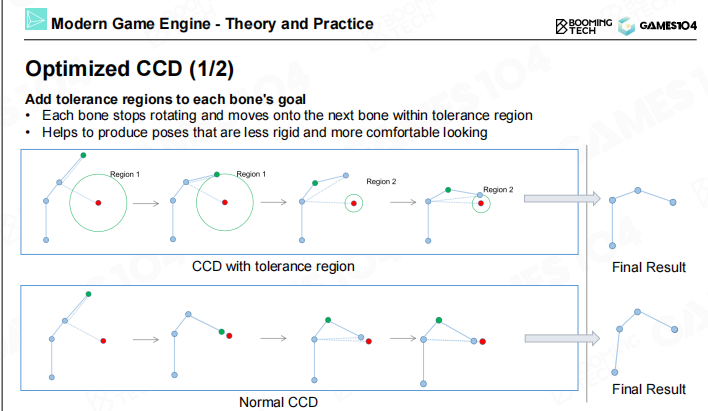 Modern Game Engine - Theory and Practice
BOOMING TECH
GAMES104
Optimized CCD (1/2)
Add tolerance regions to each bone's goal
• Each bone stops rotating and moves onto the next bone within tolerance region
• Helps to produce poses that are less rigid and more comfortable looking
Region 1
Region 1
Region 2
Region 2
CCD with tolerance region
Final Result
Normal CCD
Final Result